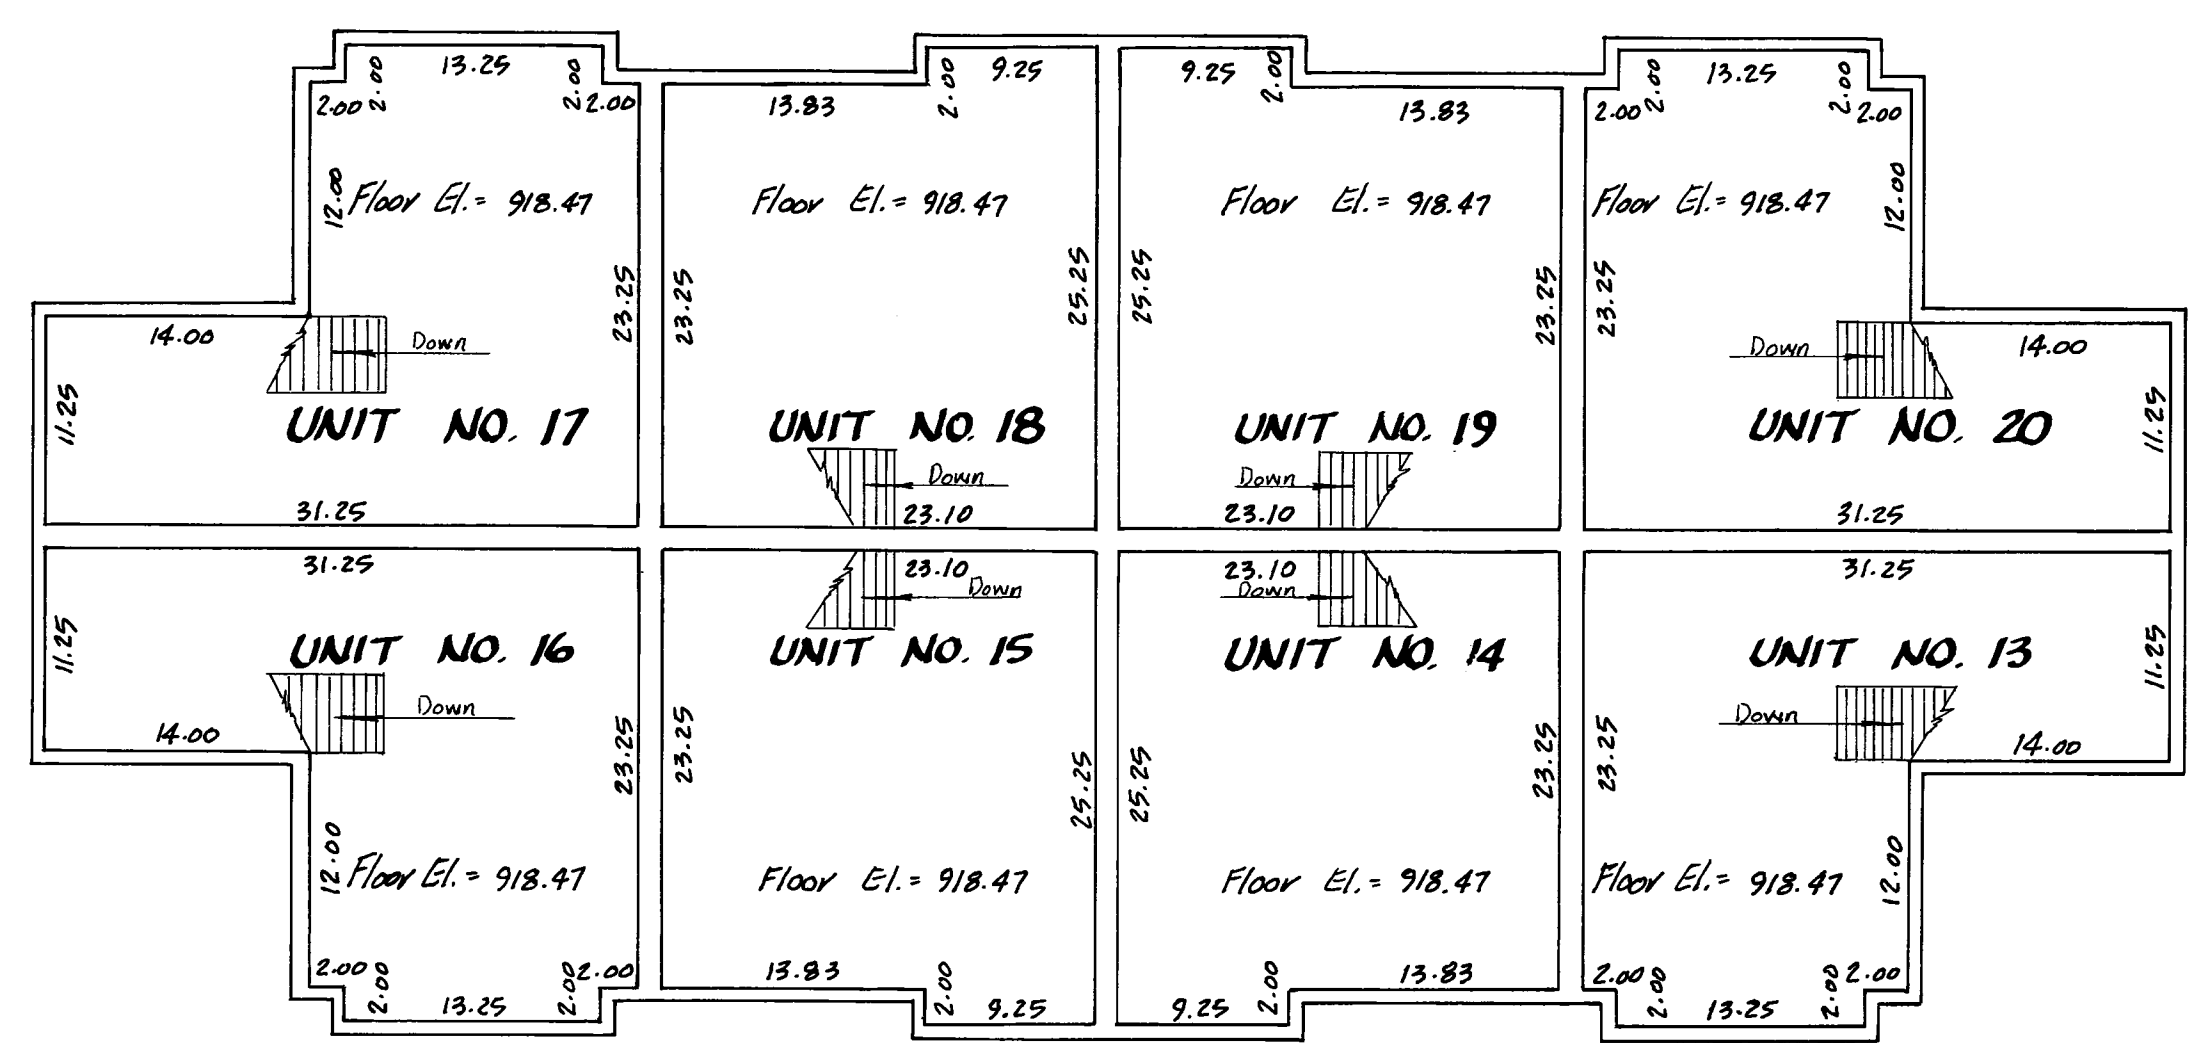 13.25
2.00
2.00
2.00
2.00
12.00
Floor El. = 918.47
23.25
14.00
Down
11.25
UNIT NO. 17
31.25
13.83
2.00
9.25
Floor El. = 918.47
23.25
25.25
UNIT NO. 18
Down
23.10
9.25
2.00
13.83
Floor El. = 918.47
25.25
23.25
UNIT NO. 19
Down
23.10
13.25
2.00
2.00
2.00
2.00
Floor El. = 918.47
12.00
23.25
Down
14.00
11.25
UNIT NO. 20
31.25
31.25
11.25
UNIT NO. 16
Down
14.00
23.25
12.00
Floor El. = 918.47
2.00
2.00
2.00
2.00
13.25
23.10
Down
UNIT NO. 15
23.25
25.25
Floor El. = 918.47
13.83
2.00
9.25
23.10
Down
UNIT NO. 14
25.25
23.25
Floor El. = 918.47
9.25
2.00
13.83
31.25
UNIT NO. 13
11.25
Down
14.00
23.25
12.00
Floor El. = 918.47
2.00
2.00
2.00
2.00
13.25